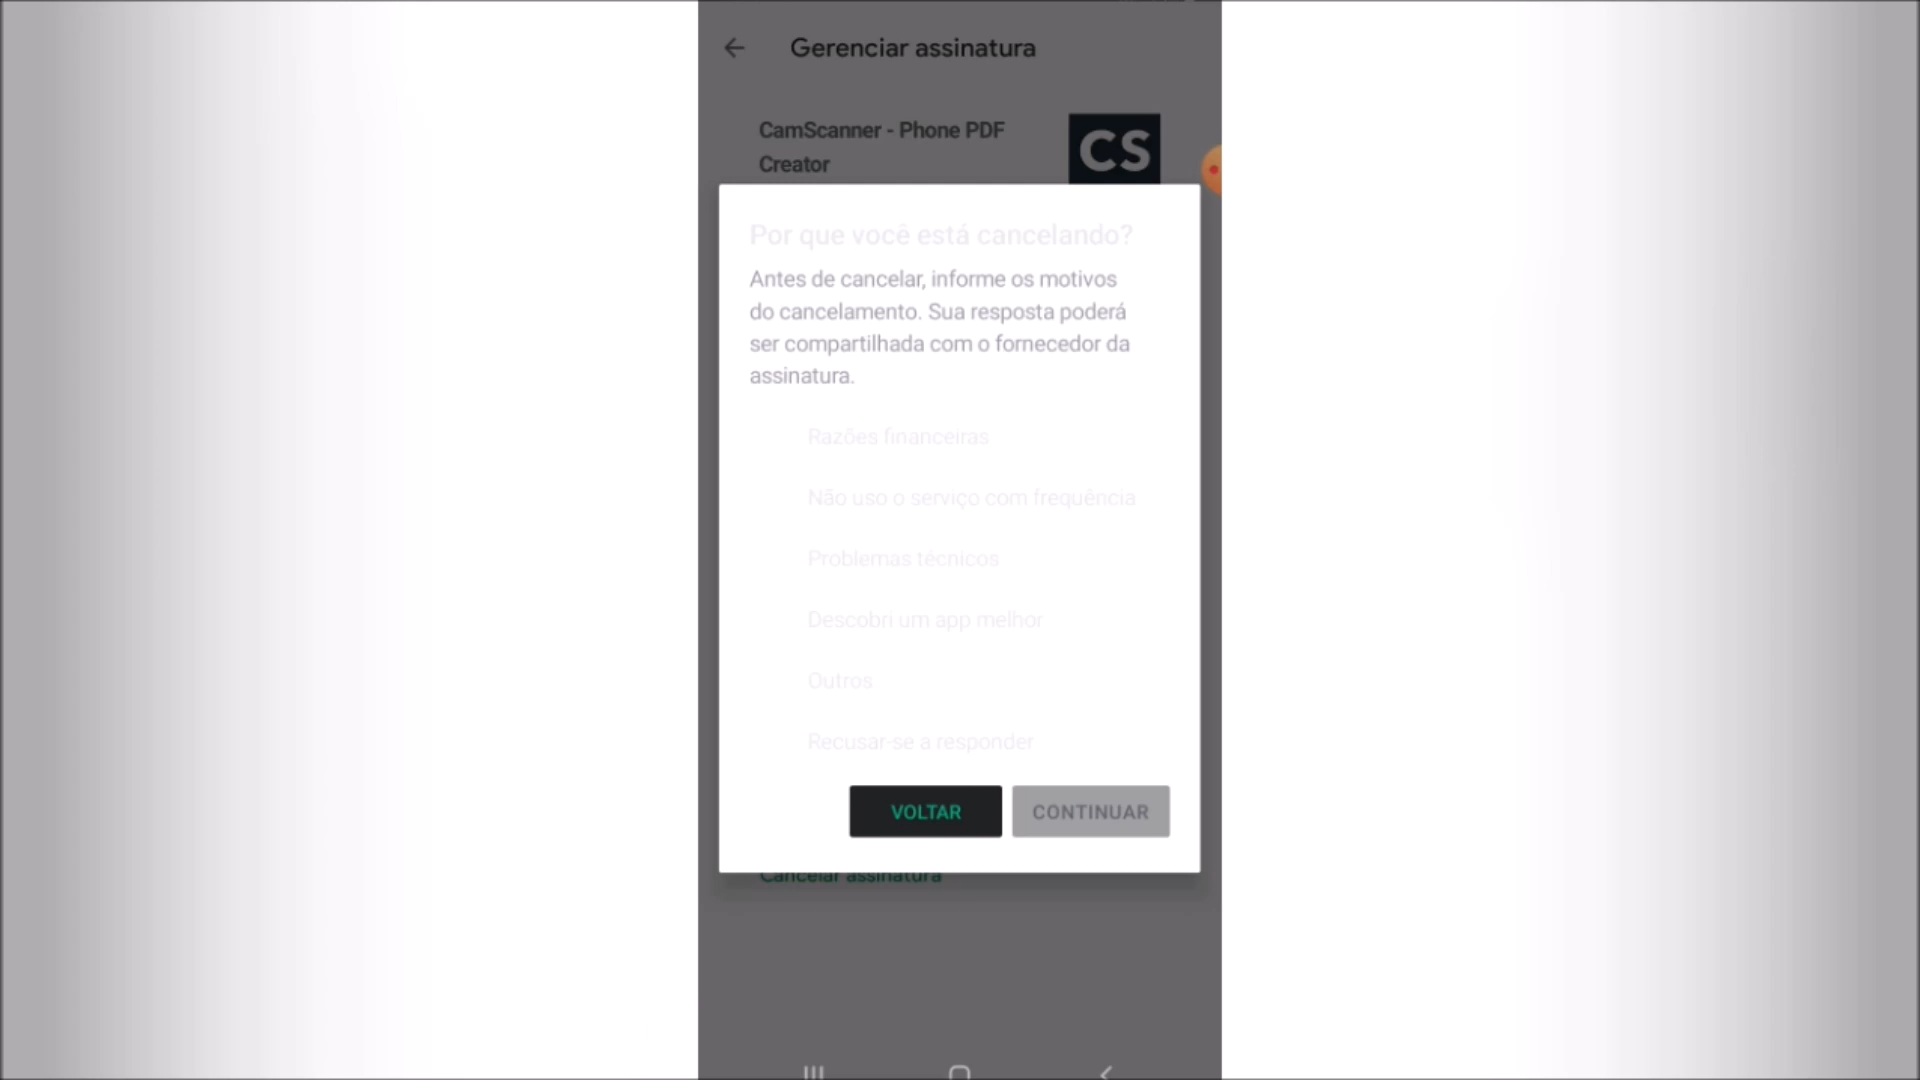 Gerenciar assinatura
CamScanner - Phone PDF
Creator
CS
Por que você está cancelando?
Antes de cancelar, informe os motivos
do cancelamento. Sua resposta poderá
ser compartilhada com o fornecedor da
assinatura.
Razões financeiras
Não uso o serviço com frequência
Problemas técnicos
Descobri um app melhor
Outros
Recusar-se a responder
VOLTAR
CONTINUAR
Cancelar assinatura